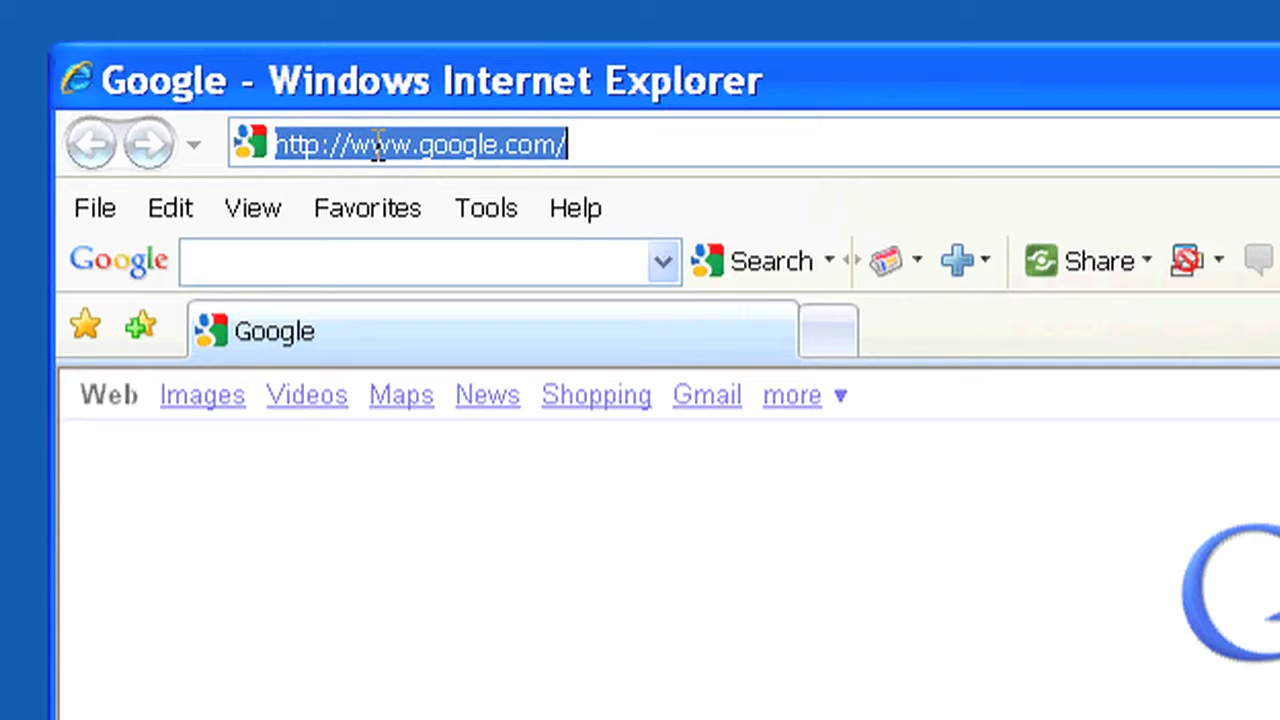 Google - Windows Internet Explorer
http://www.google.com/
File Edit View Favorites Tools Help
Google Search Share
Google
Web Images Videos Maps News Shopping Gmail more ▼
G